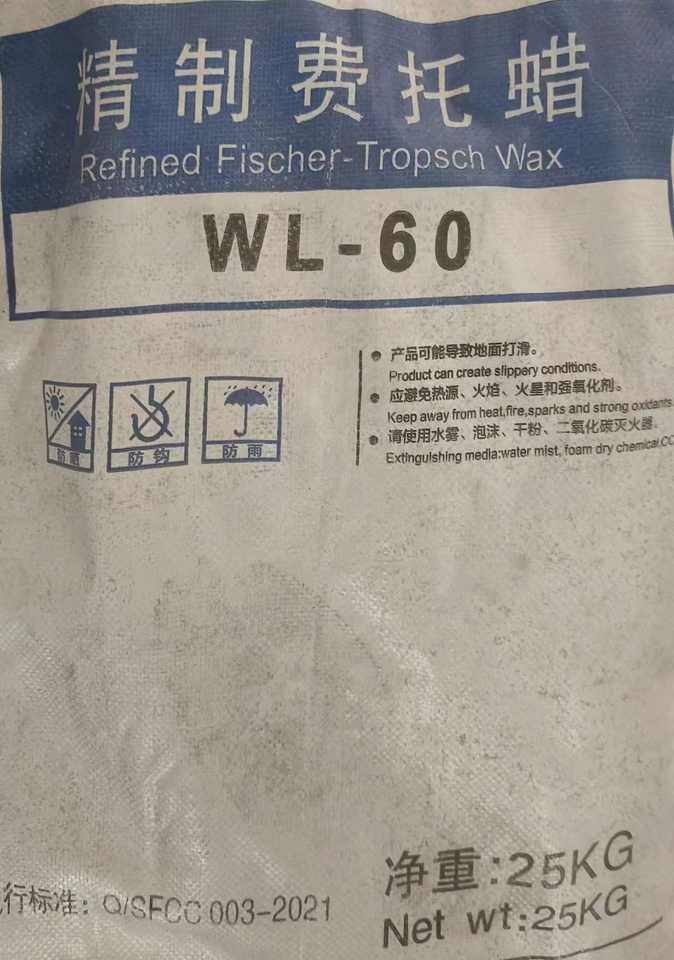 精制费托蜡
Refined Fischer-Tropsch Wax
WL-60
产品可能导致地面打滑。
Product can create slippery conditions.
应避免热源、火焰、火星和强氧化剂。
Keep away from heat,fire,sparks and strong oxidants
请使用水雾、泡沫、干粉、二氧化碳灭火器。
Extinguishing media:water mist, foam dry chemical,CO
防晒
防钩
防雨
净重:25KG
Net wt:25KG
行标准: Q/SFCC 003-2021